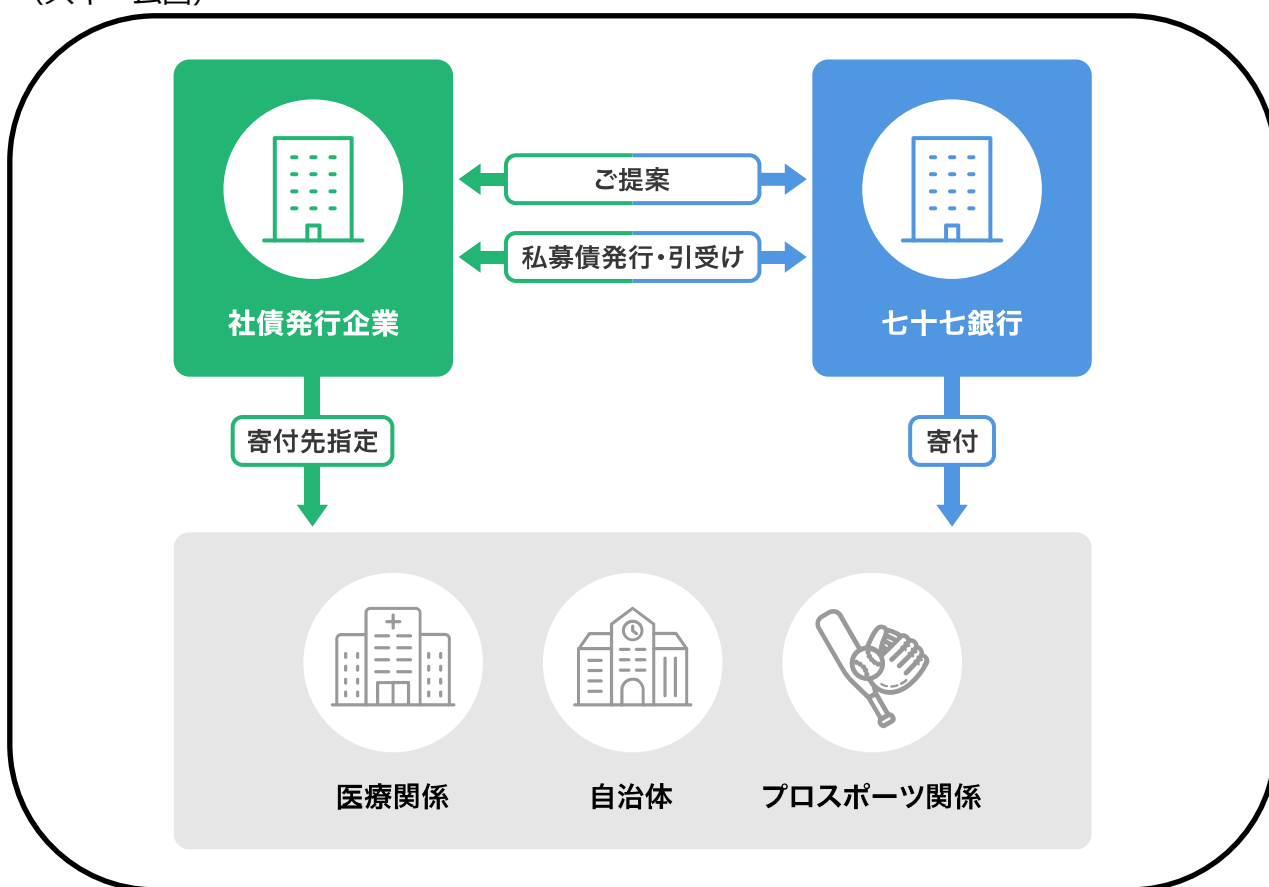 ご提案
私募債発行・引受け
社債発行企業
七十七銀行
寄付先指定
寄付
医療関係
自治体
プロスポーツ関係